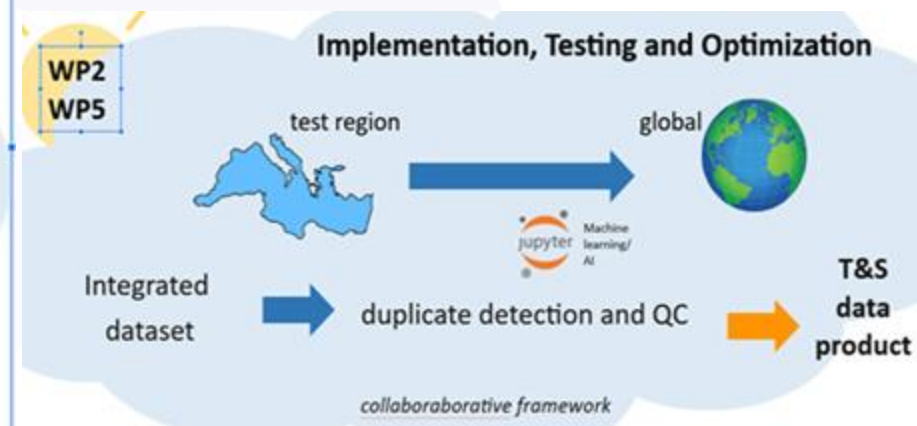 Implementation, Testing and Optimization
WP2
WP5
test region
global
jupyter
Machine
learning/
AI
Integrated
dataset
duplicate detection and QC
T&S
data
product
collaboraborative framework